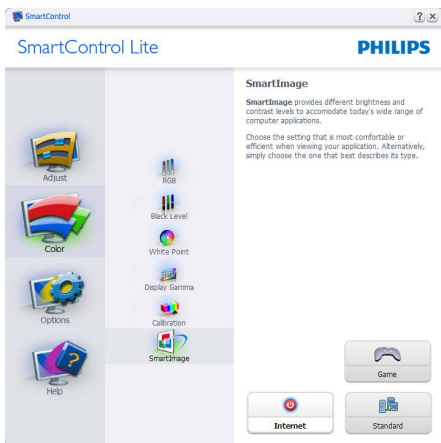 SmartControl
SmartControl Lite
PHILIPS
Adjust
Color
Options
Help
RGB
Black Level
White Point
Display Gamma
Calibration
SmartImage
SmartImage
SmartImage provides different brightness and
contrast levels to accomodate today's wide range of
computer applications.
Choose the setting that is most comfortable or
efficient when viewing your application. Alternatively,
simply choose the one that best describes its type.
Game
Internet
Standard